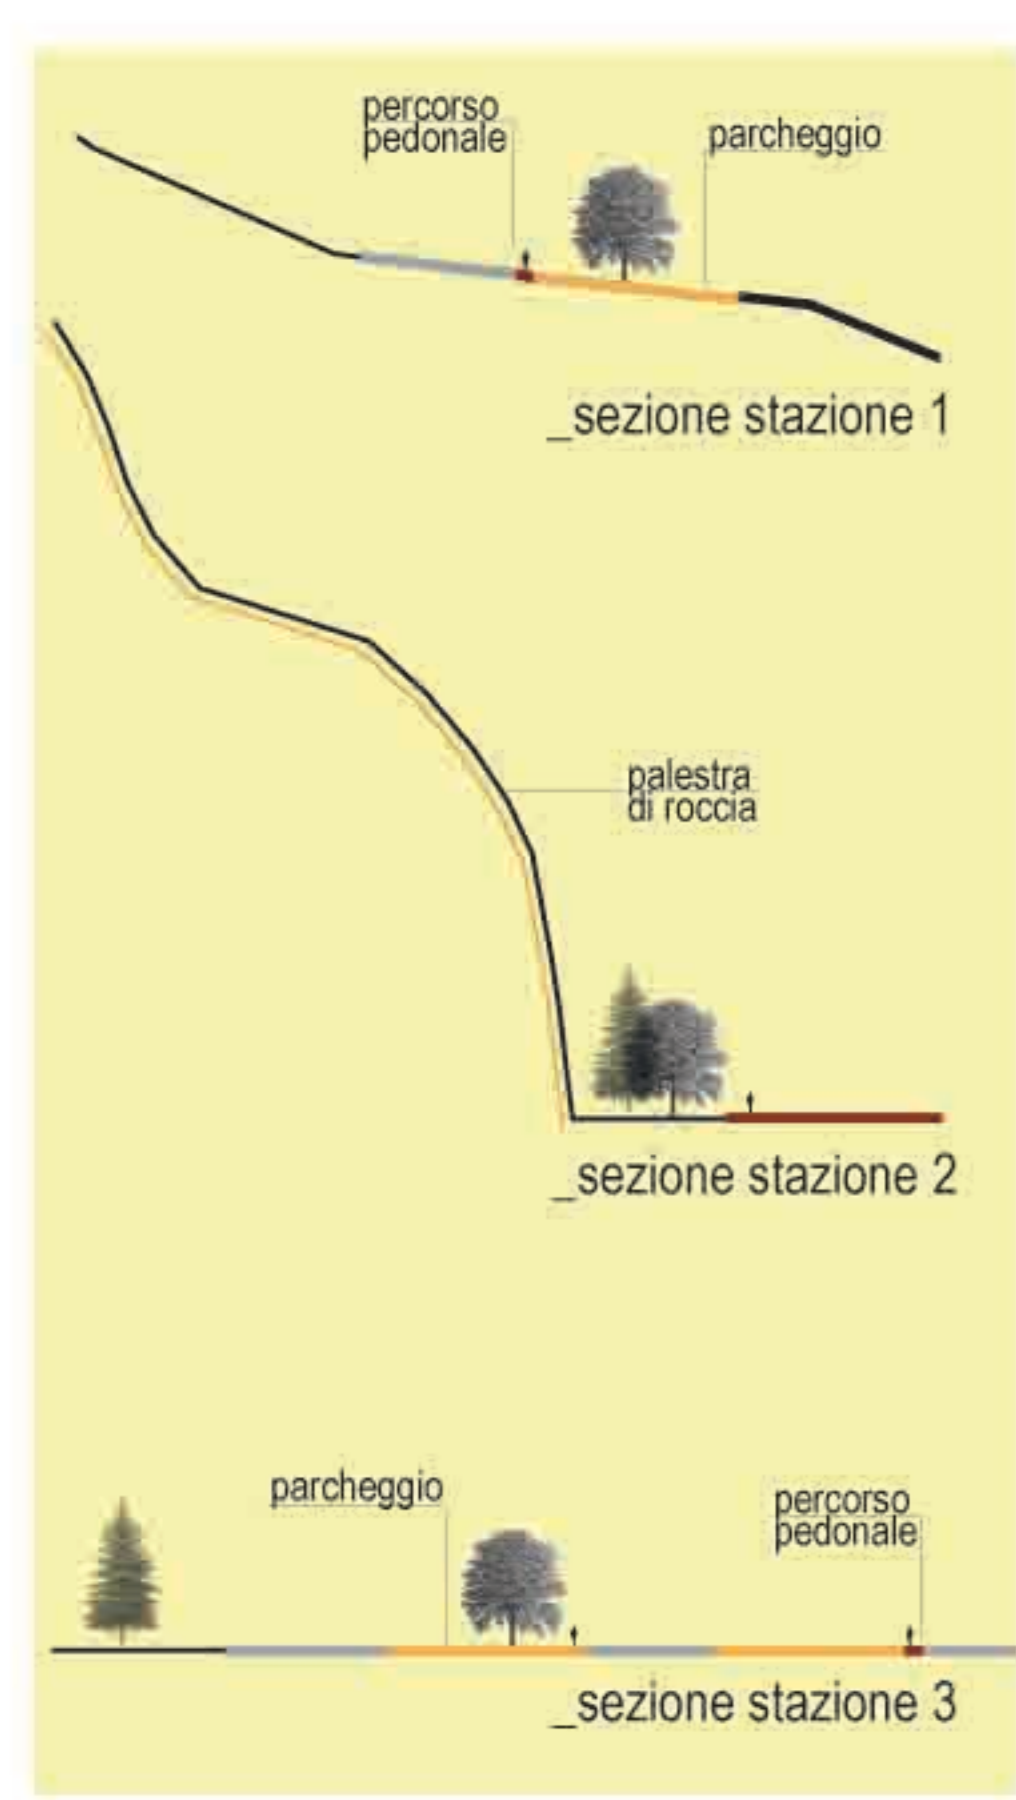 percorso
pedonale
parcheggio
_sezione stazione 1
palestra
di roccia
_sezione stazione 2
parcheggio
percorso
pedonale
_sezione stazione 3